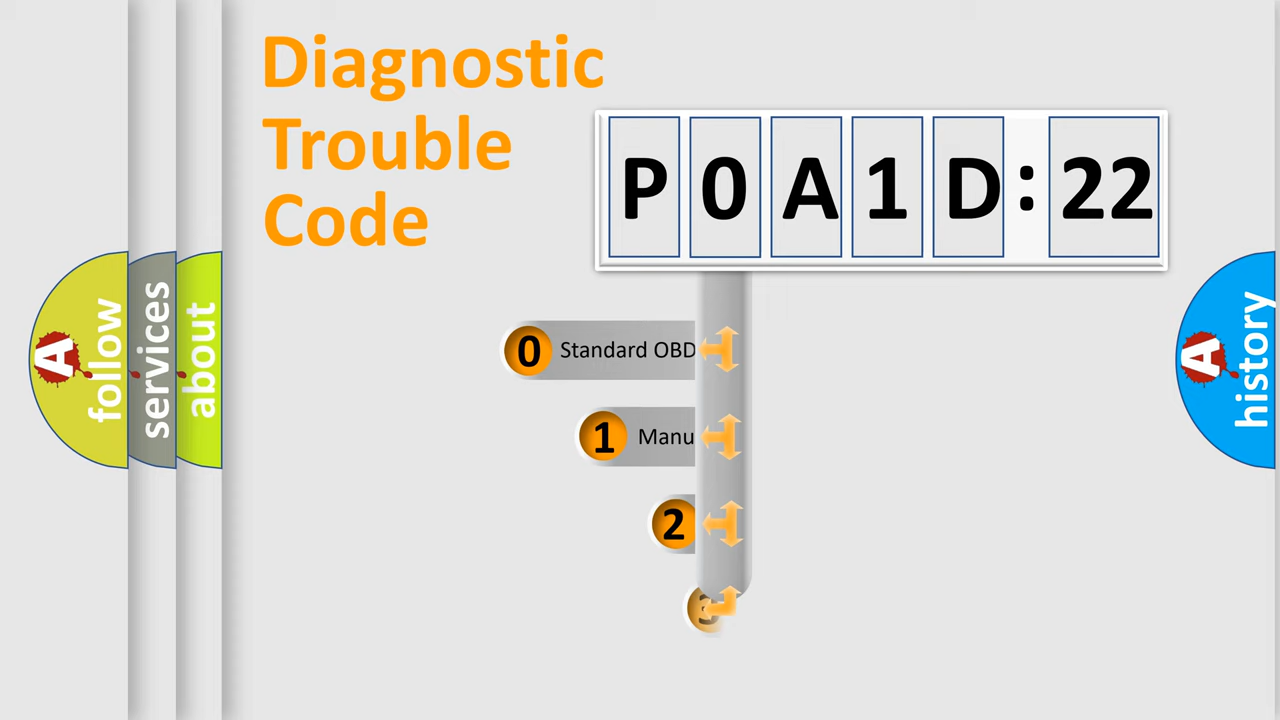 Diagnostic
Trouble
Code
P0A1D:22
0 Standard OBD
1 Manu
2
A follow
services
about
A history